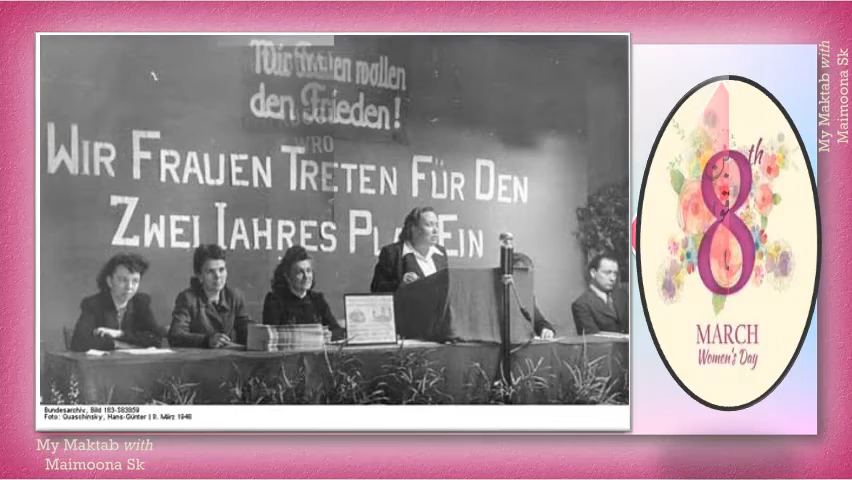 Wir Frauen wollen
den Frieden!
WIR FRAUEN TRETEN FÜR DEN
ZWEI JAHRES PLAN EIN
Bundesarchiv, Bild 183-S83859
Foto: Quaschinsky, Hans-Günter | 8. März 1948
My Maktab with
Maimoona Sk
8th
MARCH
Women's Day
My Maktab with
Maimoona Sk